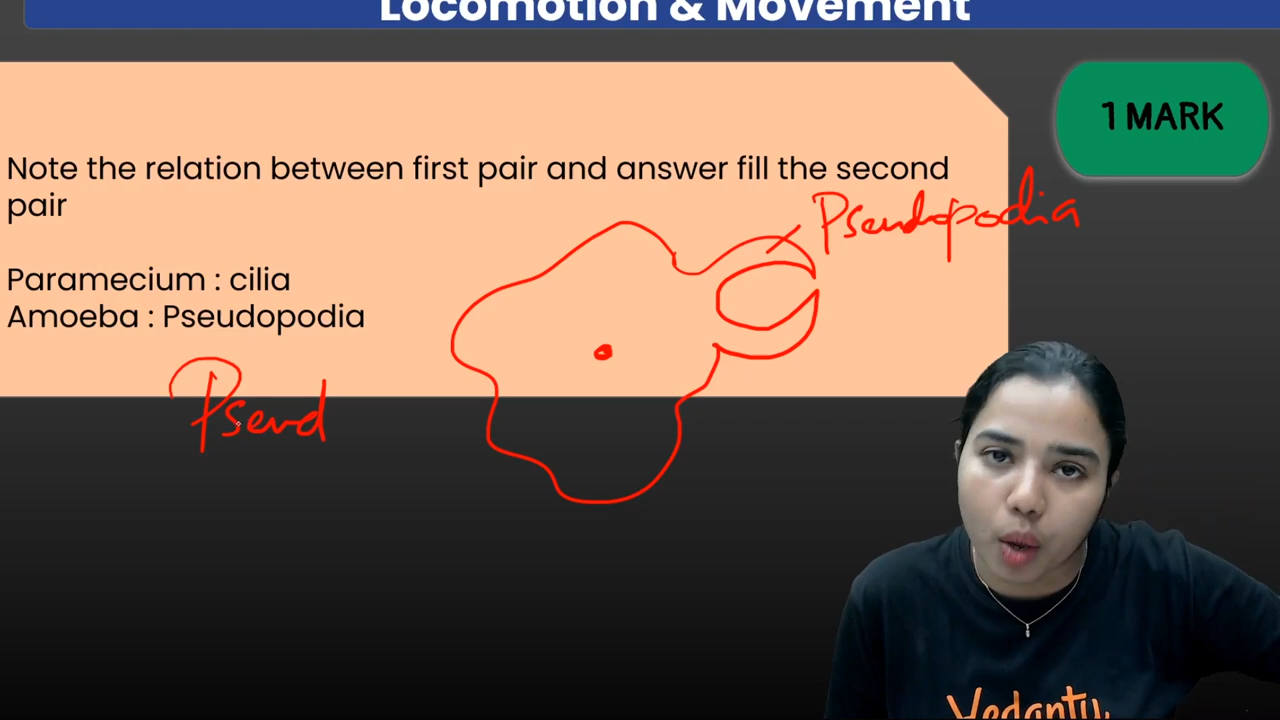 Locomotion & Movement
1 MARK
Note the relation between first pair and answer fill the second
pair
Pseudopodia
Paramecium : cilia
Amoeba : Pseudopodia
Pseud
Vedantu